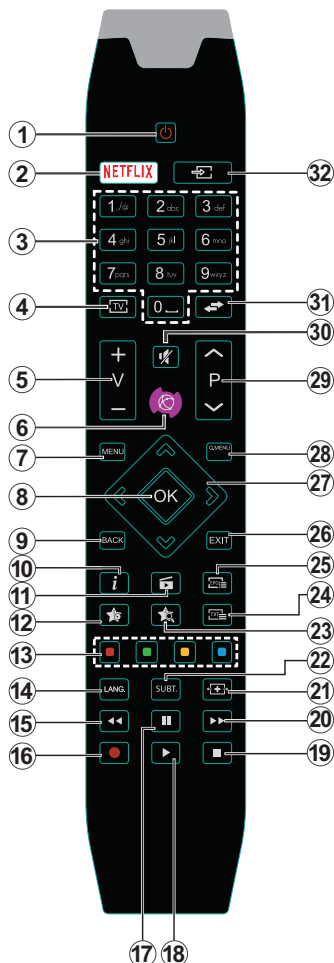 1
2
NETFLIX
32
1./@ 2abc 3def
3
4ghi 5jkl 6mno
7pqrs 8tuv 9wxyz
4
TV
0
31
30
+
V
−
5
P
29
6
7
MENU
Q.MENU
28
8
OK
27
9
BACK
EXIT
26
10
i
EPG
25
11
TXT
24
12
23
13
22
14
LANG.
SUBT.
21
15
20
16
19
17
18